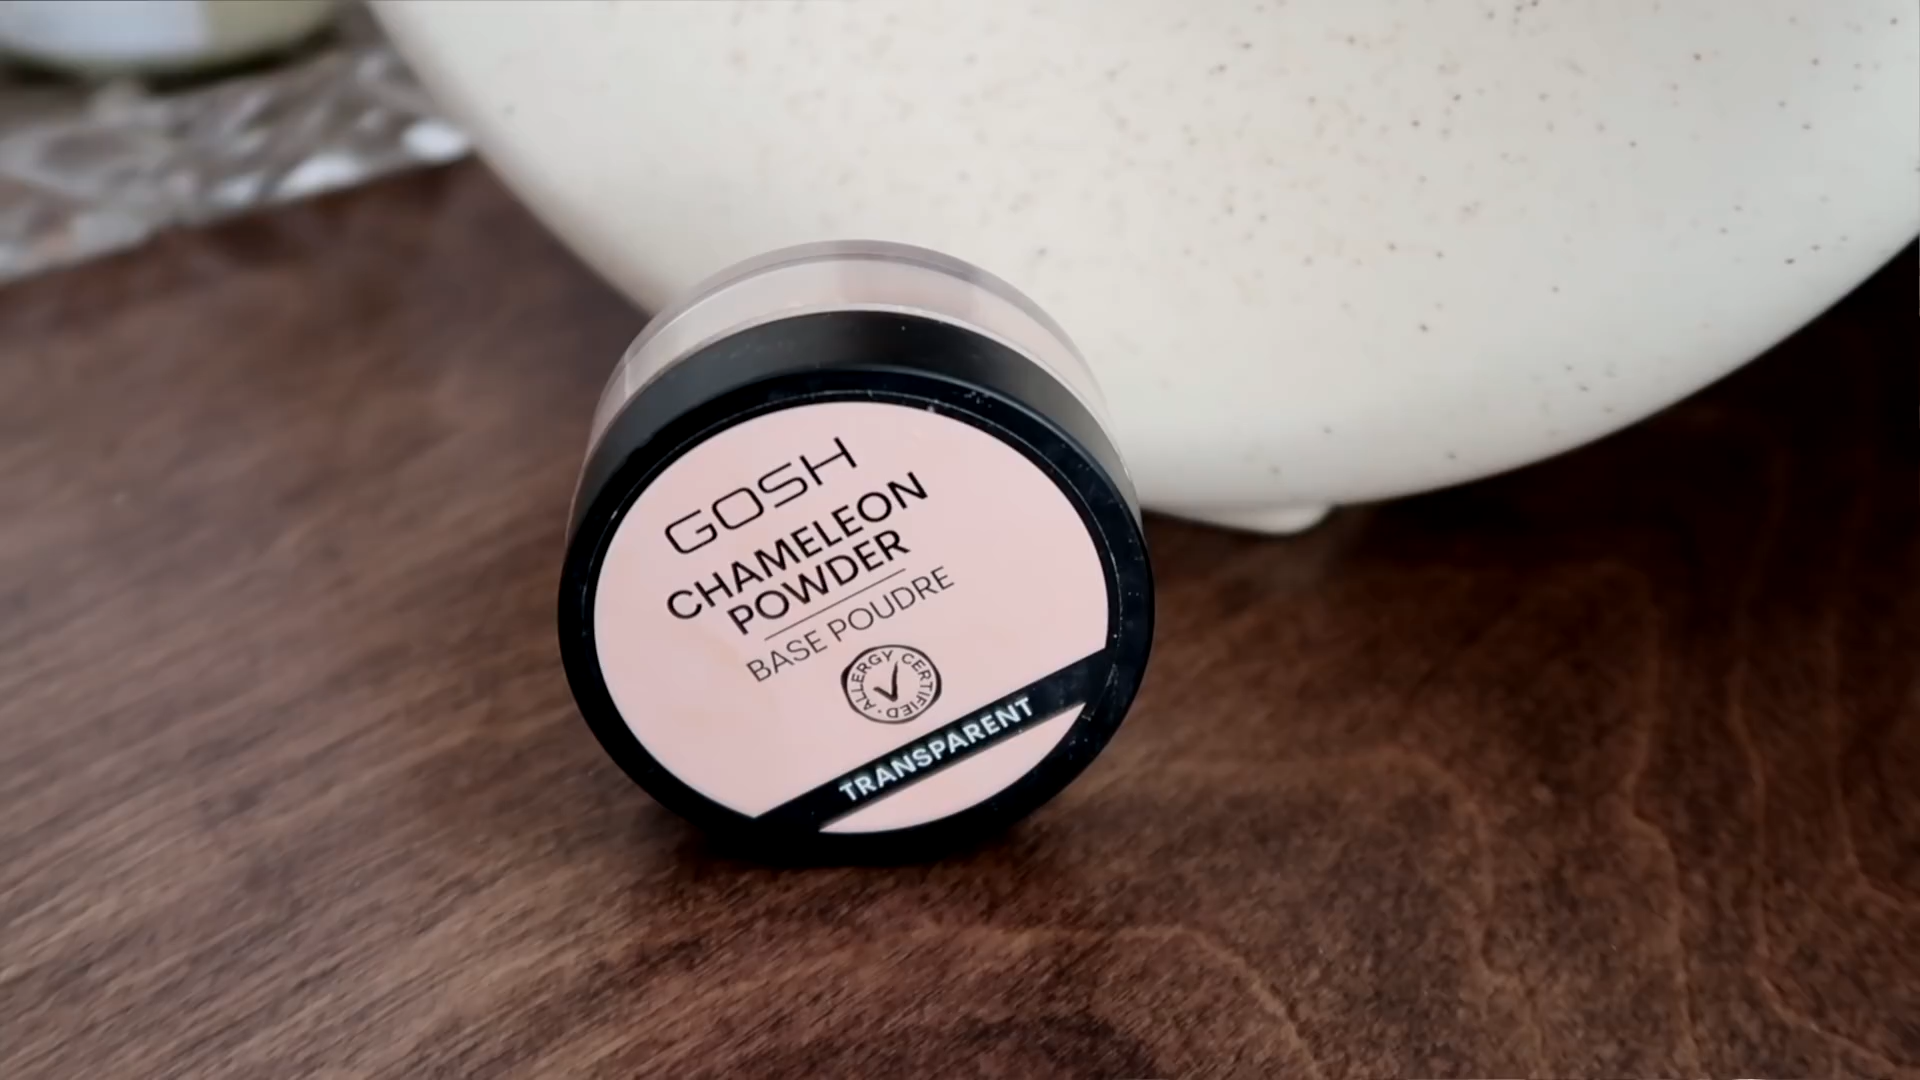 GOSH
CHAMELEON
POWDER
BASE POUDRE
ALLERGY CERTIFIED
TRANSPARENT